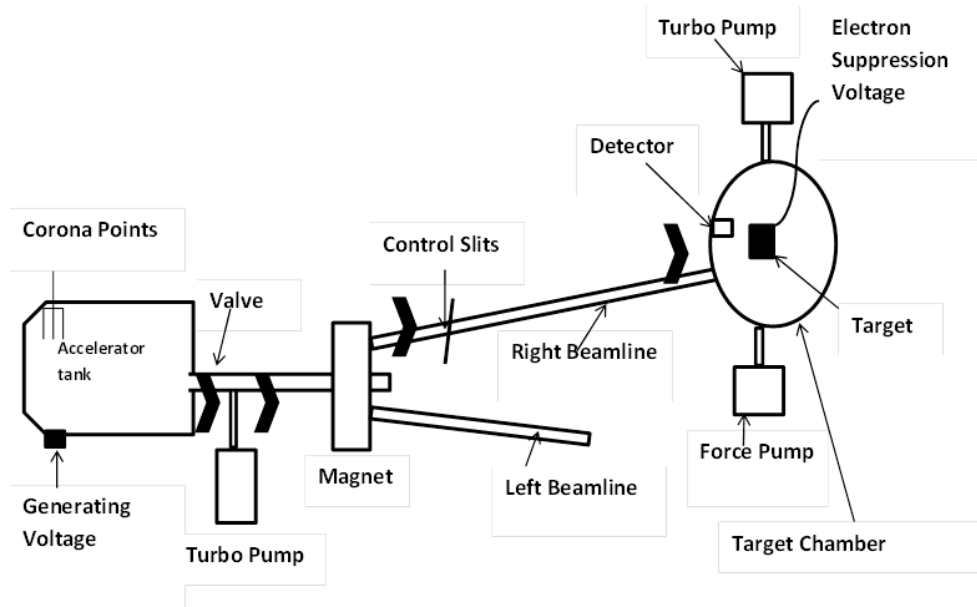 Turbo Pump
Electron
Suppression
Voltage
Detector
Corona Points
Control Slits
Valve
Accelerator
tank
Right Beamline
Target
Magnet
Force Pump
Left Beamline
Generating
Voltage
Turbo Pump
Target Chamber